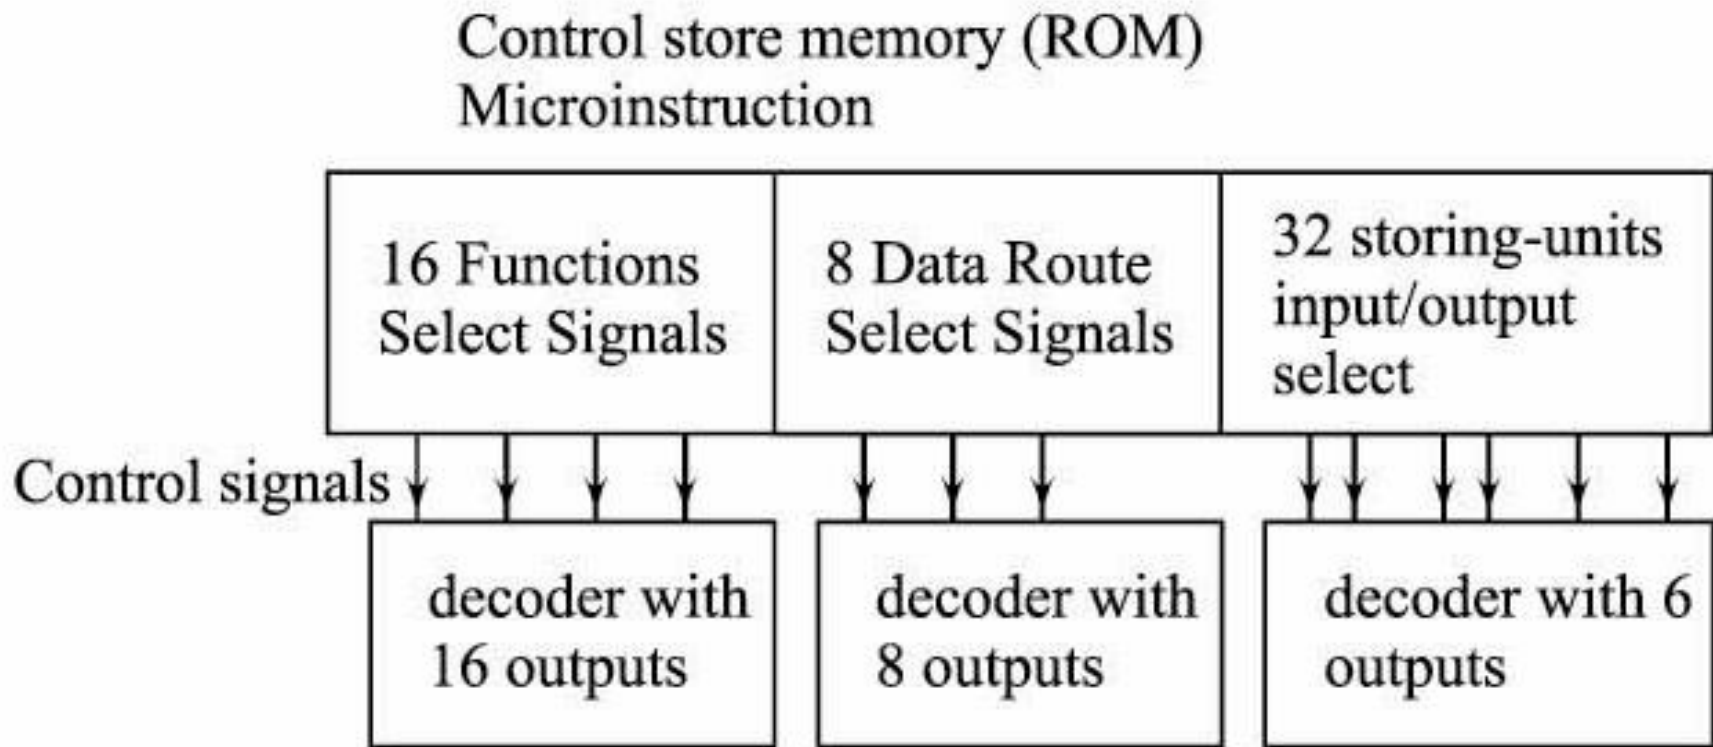 Control store memory (ROM)
Microinstruction
16 Functions
Select Signals
8 Data Route
Select Signals
32 storing-units
input/output
select
Control signals
decoder with
16 outputs
decoder with
8 outputs
decoder with 6
outputs